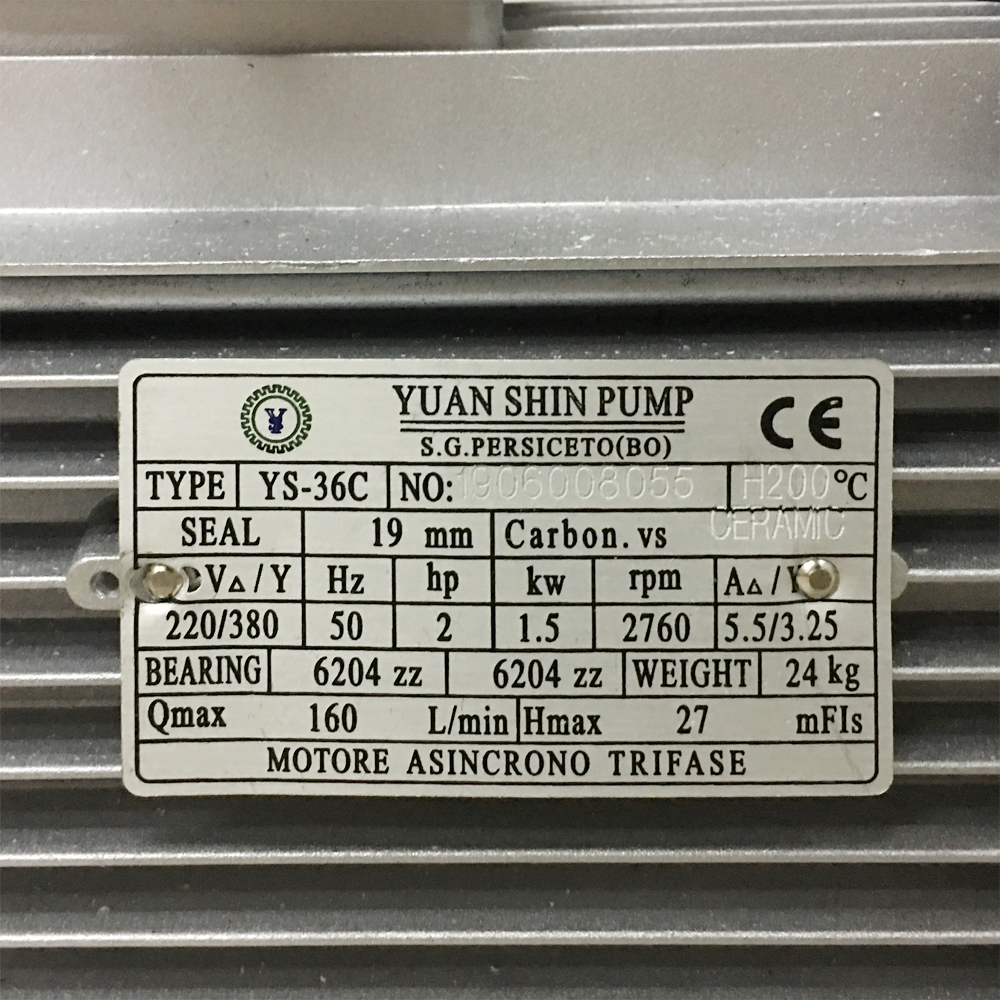 YUAN SHIN PUMP
CE
S.G.PERSICETO(BO)
TYPE YS-36C NO: 1906008055 H200 °C
SEAL 19 mm Carbon. vs CERAMIC
V△/Y Hz hp kw rpm A△/Y
220/380 50 2 1.5 2760 5.5/3.25
BEARING 6204 zz 6204 zz WEIGHT 24 kg
Qmax 160 L/min Hmax 27 mFIs
MOTORE ASINCRONO TRIFASE